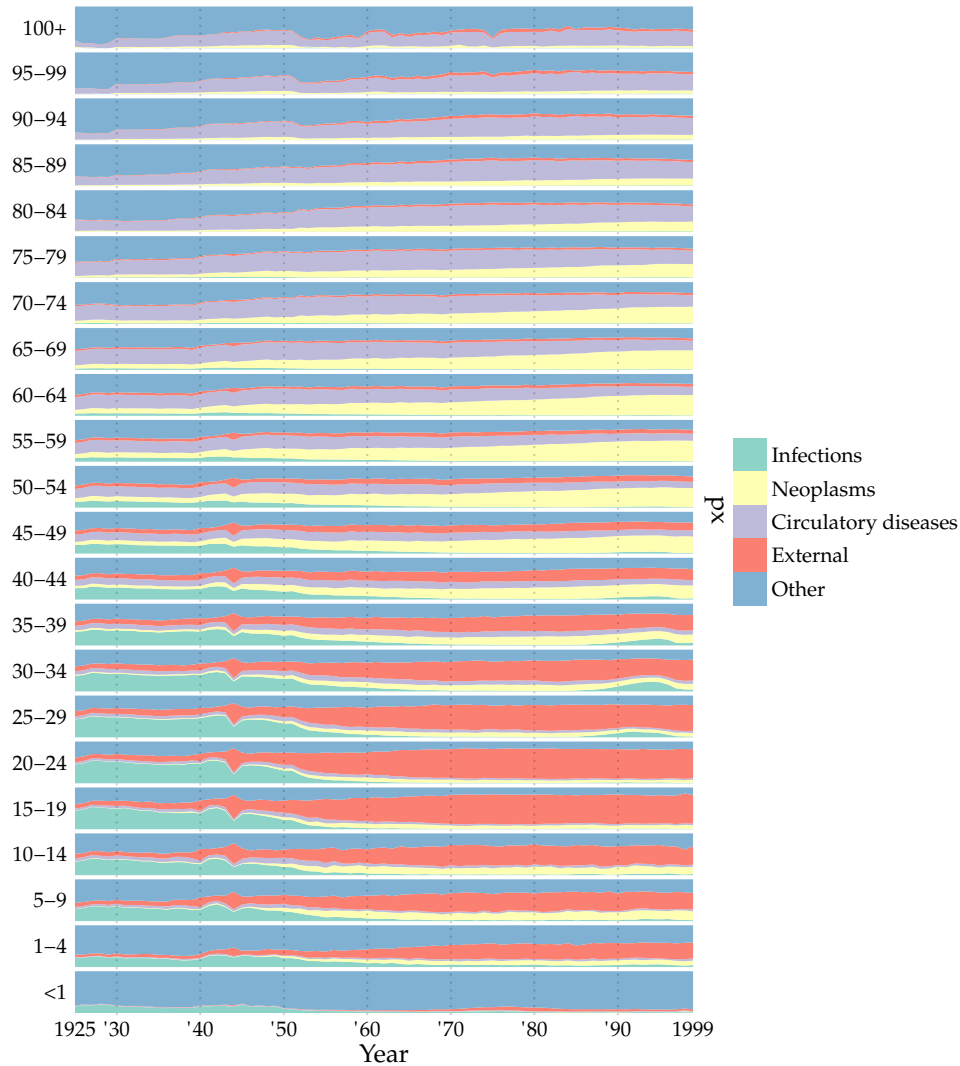 100+
95–99
90–94
85–89
80–84
75–79
70–74
65–69
60–64
55–59
50–54
45–49
40–44
35–39
30–34
25–29
20–24
15–19
10–14
5–9
1–4
<1
1925 '30 '40 '50 '60 '70 '80 '90 1999
Year
px
Infections
Neoplasms
Circulatory diseases
External
Other